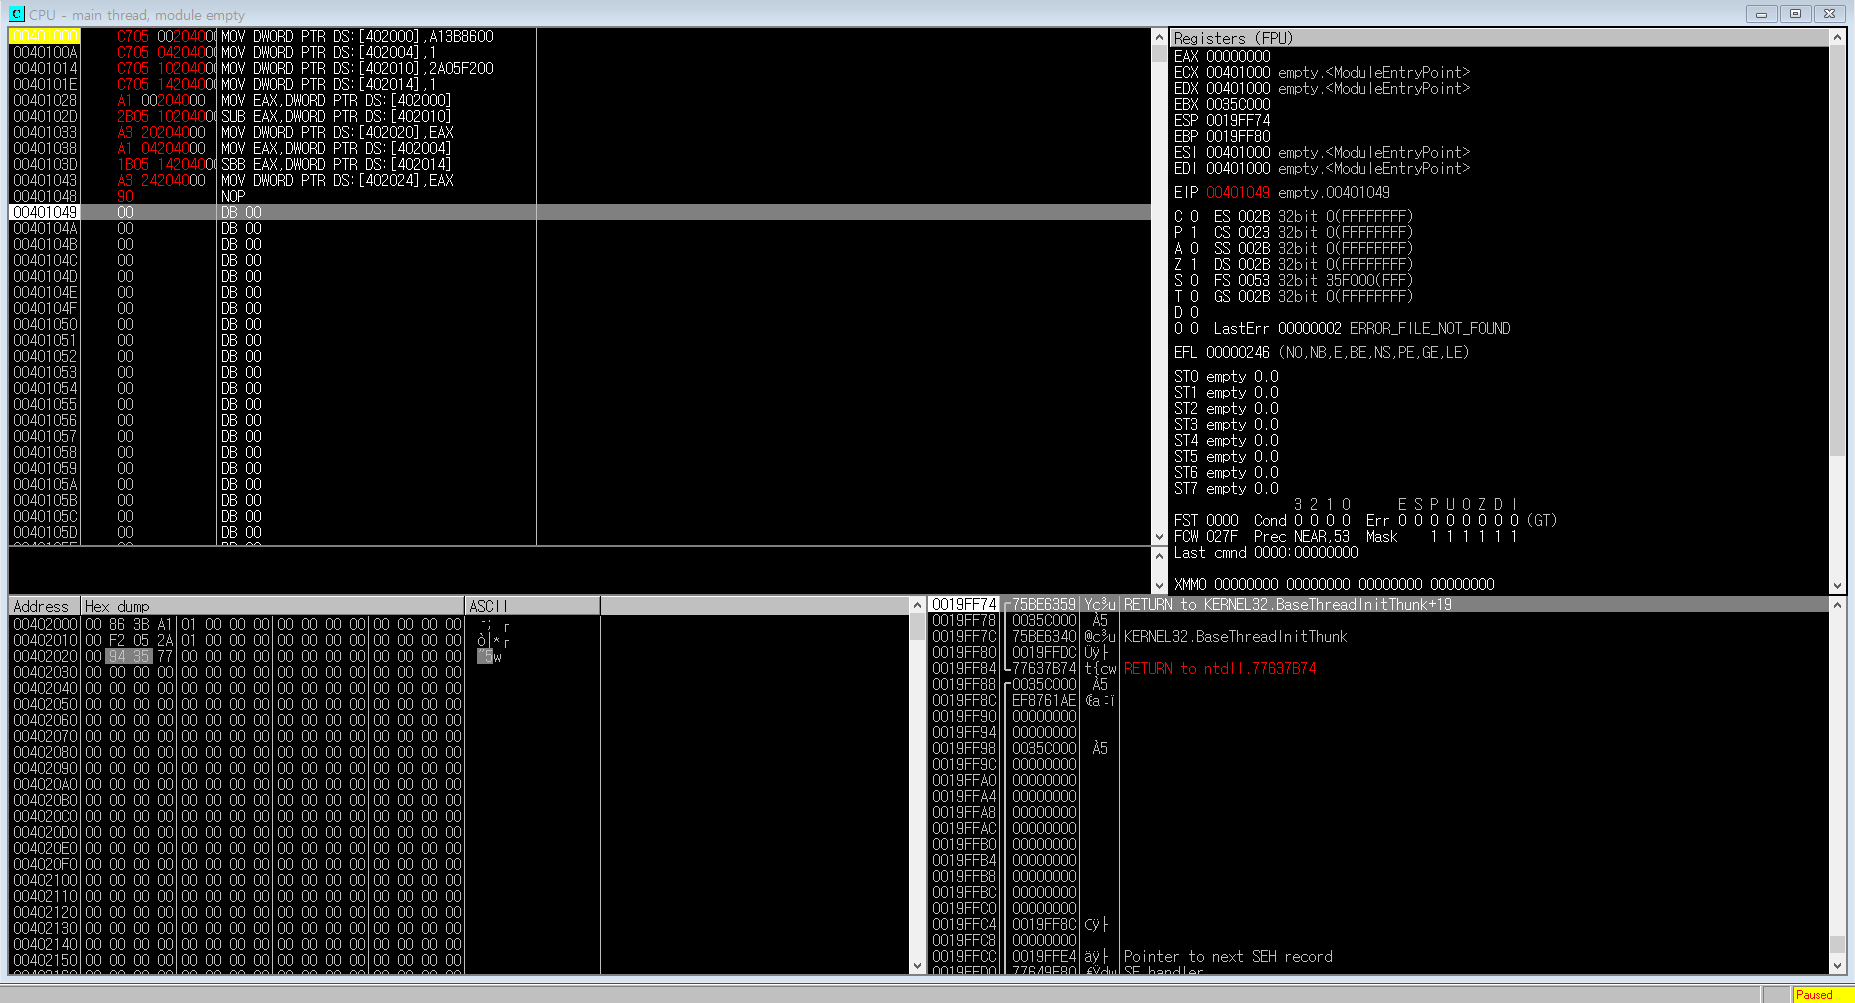 C CPU - main thread, module empty
00401000 C705 00204000 MOV DWORD PTR DS:[402000],A13B8600
0040100A C705 04204000 MOV DWORD PTR DS:[402004],1
00401014 C705 10204000 MOV DWORD PTR DS:[402010],2A05F200
0040101E C705 14204000 MOV DWORD PTR DS:[402014],1
00401028 A1 00204000 MOV EAX,DWORD PTR DS:[402000]
0040102D 2B05 10204000 SUB EAX,DWORD PTR DS:[402010]
00401033 A3 20204000 MOV DWORD PTR DS:[402020],EAX
00401038 A1 04204000 MOV EAX,DWORD PTR DS:[402004]
0040103D 1B05 14204000 SBB EAX,DWORD PTR DS:[402014]
00401043 A3 24204000 MOV DWORD PTR DS:[402024],EAX
00401048 90 NOP
00401049 00 DB 00
0040104A 00 DB 00
0040104B 00 DB 00
0040104C 00 DB 00
0040104D 00 DB 00
0040104E 00 DB 00
0040104F 00 DB 00
00401050 00 DB 00
00401051 00 DB 00
00401052 00 DB 00
00401053 00 DB 00
00401054 00 DB 00
00401055 00 DB 00
00401056 00 DB 00
00401057 00 DB 00
00401058 00 DB 00
00401059 00 DB 00
0040105A 00 DB 00
0040105B 00 DB 00
0040105C 00 DB 00
0040105D 00 DB 00
Registers (FPU)
EAX 00000000
ECX 00401000 empty.<ModuleEntryPoint>
EDX 00401000 empty.<ModuleEntryPoint>
EBX 0035C000
ESP 0019FF74
EBP 0019FF80
ESI 00401000 empty.<ModuleEntryPoint>
EDI 00401000 empty.<ModuleEntryPoint>
EIP 00401049 empty.00401049
C 0 ES 002B 32bit 0(FFFFFFFF)
P 1 CS 0023 32bit 0(FFFFFFFF)
A 0 SS 002B 32bit 0(FFFFFFFF)
Z 1 DS 002B 32bit 0(FFFFFFFF)
S 0 FS 0053 32bit 35F000(FFF)
T 0 GS 002B 32bit 0(FFFFFFFF)
D 0
O 0 LastErr 00000002 ERROR_FILE_NOT_FOUND
EFL 00000246 (NO,NB,E,BE,NS,PE,GE,LE)
ST0 empty 0.0
ST1 empty 0.0
ST2 empty 0.0
ST3 empty 0.0
ST4 empty 0.0
ST5 empty 0.0
ST6 empty 0.0
ST7 empty 0.0
3 2 1 0 E S P U O Z D I
FST 0000 Cond 0 0 0 0 Err 0 0 0 0 0 0 0 0 (GT)
FCW 027F Prec NEAR,53 Mask 1 1 1 1 1 1
Last cmnd 0000:00000000
XMM0 00000000 00000000 00000000 00000000
Address Hex dump ASCII
00402000 00 86 3B A1 01 00 00 00 00 00 00 00 00 00 00 00
00402010 00 F2 05 2A 01 00 00 00 00 00 00 00 00 00 00 00 ò|*┌
00402020 00 94 35 77 00 00 00 00 00 00 00 00 00 00 00 00 ”5w
00402030 00 00 00 00 00 00 00 00 00 00 00 00 00 00 00 00
00402040 00 00 00 00 00 00 00 00 00 00 00 00 00 00 00 00
00402050 00 00 00 00 00 00 00 00 00 00 00 00 00 00 00 00
00402060 00 00 00 00 00 00 00 00 00 00 00 00 00 00 00 00
00402070 00 00 00 00 00 00 00 00 00 00 00 00 00 00 00 00
00402080 00 00 00 00 00 00 00 00 00 00 00 00 00 00 00 00
00402090 00 00 00 00 00 00 00 00 00 00 00 00 00 00 00 00
004020A0 00 00 00 00 00 00 00 00 00 00 00 00 00 00 00 00
004020B0 00 00 00 00 00 00 00 00 00 00 00 00 00 00 00 00
004020C0 00 00 00 00 00 00 00 00 00 00 00 00 00 00 00 00
004020D0 00 00 00 00 00 00 00 00 00 00 00 00 00 00 00 00
004020E0 00 00 00 00 00 00 00 00 00 00 00 00 00 00 00 00
004020F0 00 00 00 00 00 00 00 00 00 00 00 00 00 00 00 00
00402100 00 00 00 00 00 00 00 00 00 00 00 00 00 00 00 00
00402110 00 00 00 00 00 00 00 00 00 00 00 00 00 00 00 00
00402120 00 00 00 00 00 00 00 00 00 00 00 00 00 00 00 00
00402130 00 00 00 00 00 00 00 00 00 00 00 00 00 00 00 00
00402140 00 00 00 00 00 00 00 00 00 00 00 00 00 00 00 00
00402150 00 00 00 00 00 00 00 00 00 00 00 00 00 00 00 00
0019FF74 75BE6359 Yc³u RETURN to KERNEL32.BaseThreadInitThunk+19
0019FF78 0035C000 À5
0019FF7C 75BE6340 @c³u KERNEL32.BaseThreadInitThunk
0019FF80 0019FFDC Üÿ├
0019FF84 77637B74 t{cw RETURN to ntdll.77637B74
0019FF88 0035C000 À5
0019FF8C EF8761AE
0019FF90 00000000
0019FF94 00000000
0019FF98 0035C000 À5
0019FF9C 00000000
0019FFA0 00000000
0019FFA4 00000000
0019FFA8 00000000
0019FFAC 00000000
0019FFB0 00000000
0019FFB4 00000000
0019FFB8 00000000
0019FFBC 00000000
0019FFC0 00000000
0019FFC4 0019FF8C Cÿ├
0019FFC8 00000000
0019FFCC 0019FFE4 äÿ├ Pointer to next SEH record
0019FFD0 77649E80 SE handler
Paused